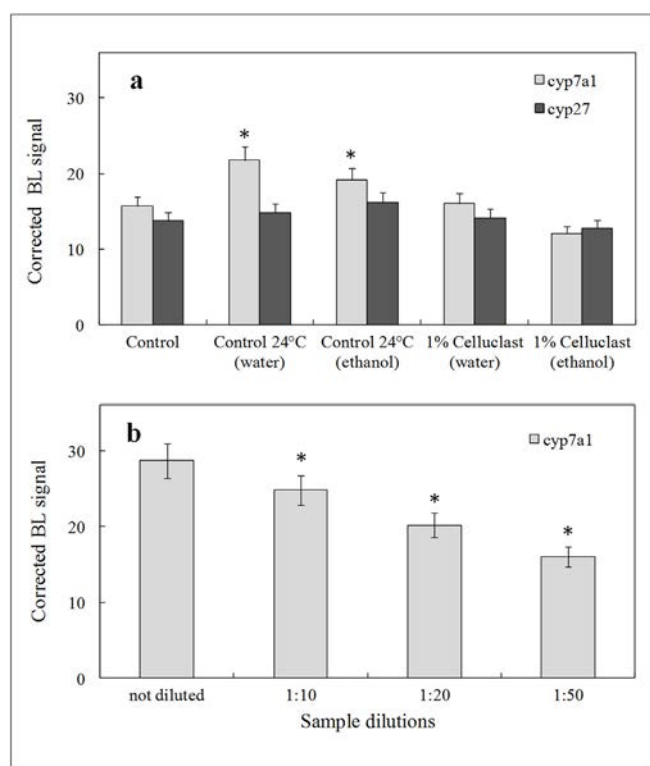 a
cyp7a1
cyp27
Corrected BL signal
30
20
10
0
*
*
Control
Control 24°C
(water)
Control 24°C
(ethanol)
1% Celluclast
(water)
1% Celluclast
(ethanol)
b
cyp7a1
Corrected BL signal
30
20
10
0
*
*
*
not diluted
1:10
1:20
1:50
Sample dilutions